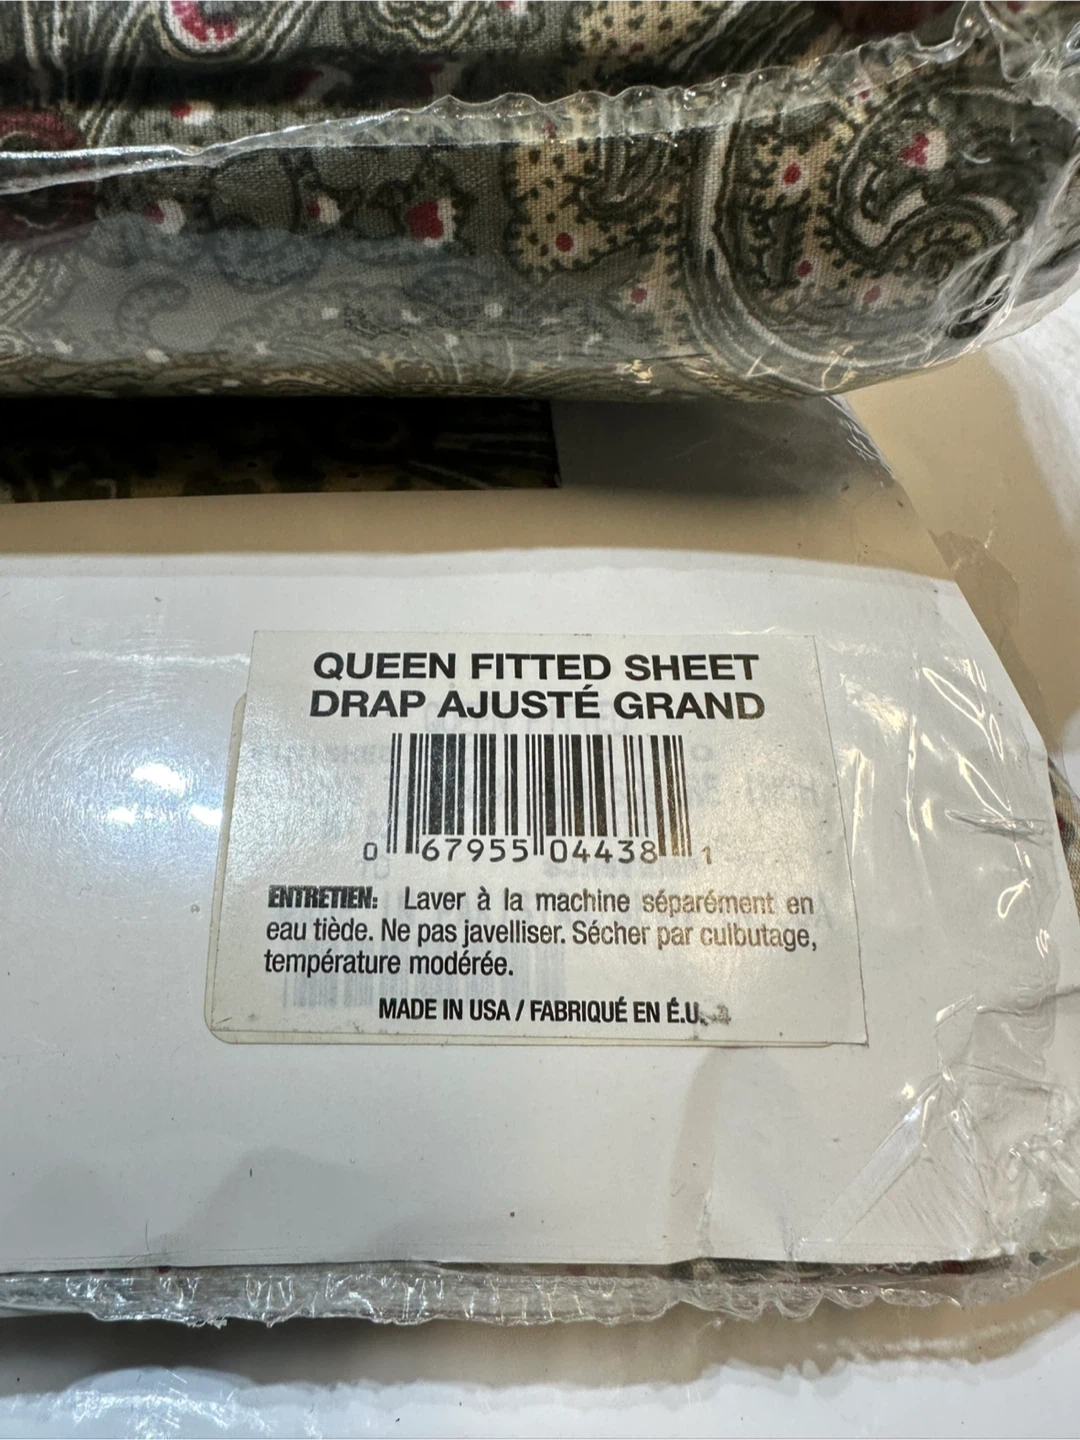 QUEEN FITTED SHEET
DRAP AJUSTÉ GRAND
0 67955 04438 1
ENTRETIEN: Laver à la machine séparément en
eau tiède. Ne pas javelliser. Sécher par culbutage,
température modérée.
MADE IN USA / FABRIQUÉ EN É.U.